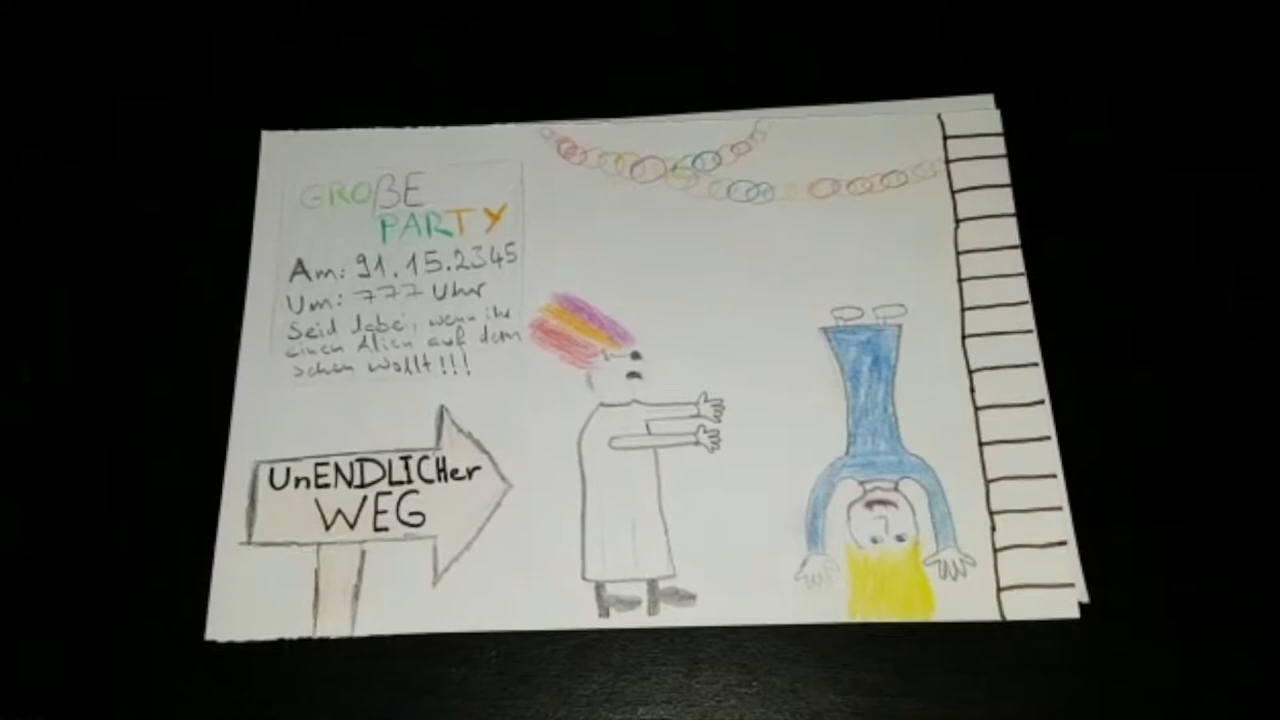 GROßE
PARTY
Am: 91.15.2345
Um: 777 Uhr
Seid dabei, wenn ihr
einen Alien auf dem
sehen wollt!!!
UnENDLICHer
WEG